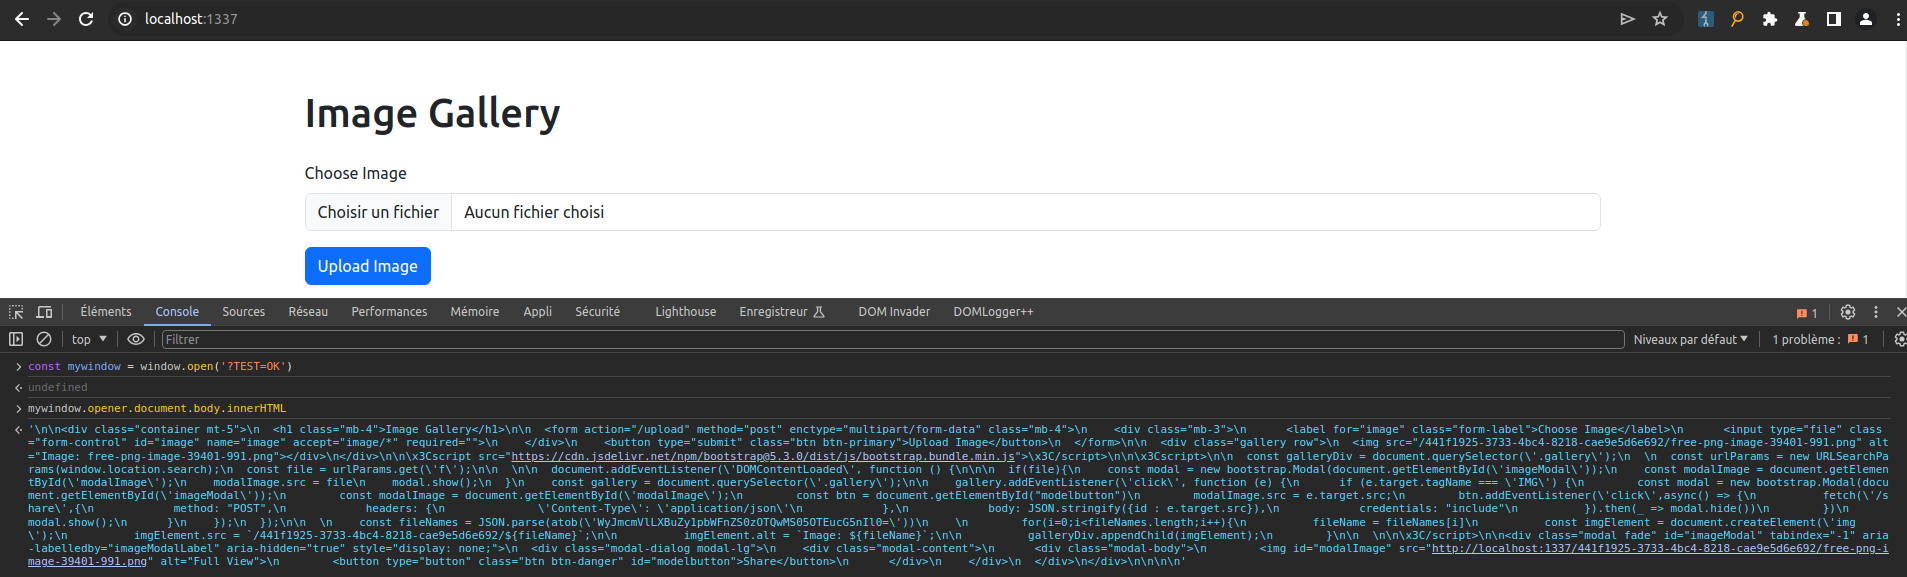 localhost:1337
Image Gallery
Choose Image
Choisir un fichier Aucun fichier choisi
Upload Image
Éléments Console Sources Réseau Performances Mémoire Appli Sécurité Lighthouse Enregistreur DOM Invader DOMLogger++ 1
top Filtrer Niveaux par défaut 1 problème : 1
const mywindow = window.open('?TEST=OK')
undefined
mywindow.opener.document.body.innerHTML
'\n\n<div class="container mt-5">\n  <h1 class="mb-4">Image Gallery</h1>\n\n  <form action="/upload" method="post" enctype="multipart/form-data" class="mb-4">\n    <div class="mb-3">\n      <label for="image" class="form-label">Choose Image</label>\n      <input type="file" class
="form-control" id="image" name="image" accept="image/*" required="">\n    </div>\n    <button type="submit" class="btn btn-primary">Upload Image</button>\n  </form>\n\n  <div class="gallery row">\n  <img src="/441f1925-3733-4bc4-8218-cae9e5d6e692/free-png-image-39401-991.png" alt
="Image: free-png-image-39401-991.png"></div>\n</div>\n\n\x3Cscript src="https://cdn.jsdelivr.net/npm/bootstrap@5.3.0/dist/js/bootstrap.bundle.min.js">\x3C/script>\n\n\x3Cscript>\n\n  const galleryDiv = document.querySelector(\'.gallery\');\n  \n  const urlParams = new URLSearchPa
rams(window.location.search);\n  const file = urlParams.get(\'f\');\n\n  \n\n  document.addEventListener(\'DOMContentLoaded\', function () {\n\n\n  if(file){\n    const modal = new bootstrap.Modal(document.getElementById(\'imageModal\'));\n    const modalImage = document.getElemen
tById(\'modalImage\');\n    modalImage.src = file\n    modal.show();\n  }\n    const gallery = document.querySelector(\'.gallery\');\n\n    gallery.addEventListener(\'click\', function (e) {\n      if (e.target.tagName === \'IMG\') {\n        const modal = new bootstrap.Modal(docu
ment.getElementById(\'imageModal\'));\n        const modalImage = document.getElementById(\'modalImage\');\n        const btn = document.getElementById("modelbutton")\n        modalImage.src = e.target.src;\n        btn.addEventListener(\'click\',async() => {\n          fetch(\'/s
hare\',{\n            method: "POST",\n            headers: {\n              \'Content-Type\': \'application/json\'\n            },\n            body: JSON.stringify({id : e.target.src}),\n            credentials: "include"\n          }).then(_ => modal.hide())\n        })\n
modal.show();\n      }\n    });\n  });\n\n  \n    const fileNames = JSON.parse(atob(\'WyJmcmVlLXBuZy1pbWFnZS0zOTQwMS05OTEucG5nIl0=\'))\n    \n        for(i=0;i<fileNames.length;i++){\n          fileName = fileNames[i]\n        const imgElement = document.createElement(\'img
\');\n        imgElement.src = `/441f1925-3733-4bc4-8218-cae9e5d6e692/${fileName}`;\n\n        imgElement.alt = `Image: ${fileName}`;\n\n          galleryDiv.appendChild(imgElement);\n      }\n\n  \n\n\n\x3C/script>\n\n<div class="modal fade" id="imageModal" tabindex="-1" aria
-labelledby="imageModalLabel" aria-hidden="true" style="display: none;">\n  <div class="modal-dialog modal-lg">\n    <div class="modal-content">\n      <div class="modal-body">\n        <img id="modalImage" src="http://localhost:1337/441f1925-3733-4bc4-8218-cae9e5d6e692/free-png-i
mage-39401-991.png" alt="Full View">\n        <button type="button" class="btn btn-danger" id="modelbutton">Share</button>\n      </div>\n    </div>\n  </div>\n</div>\n\n\n\n'